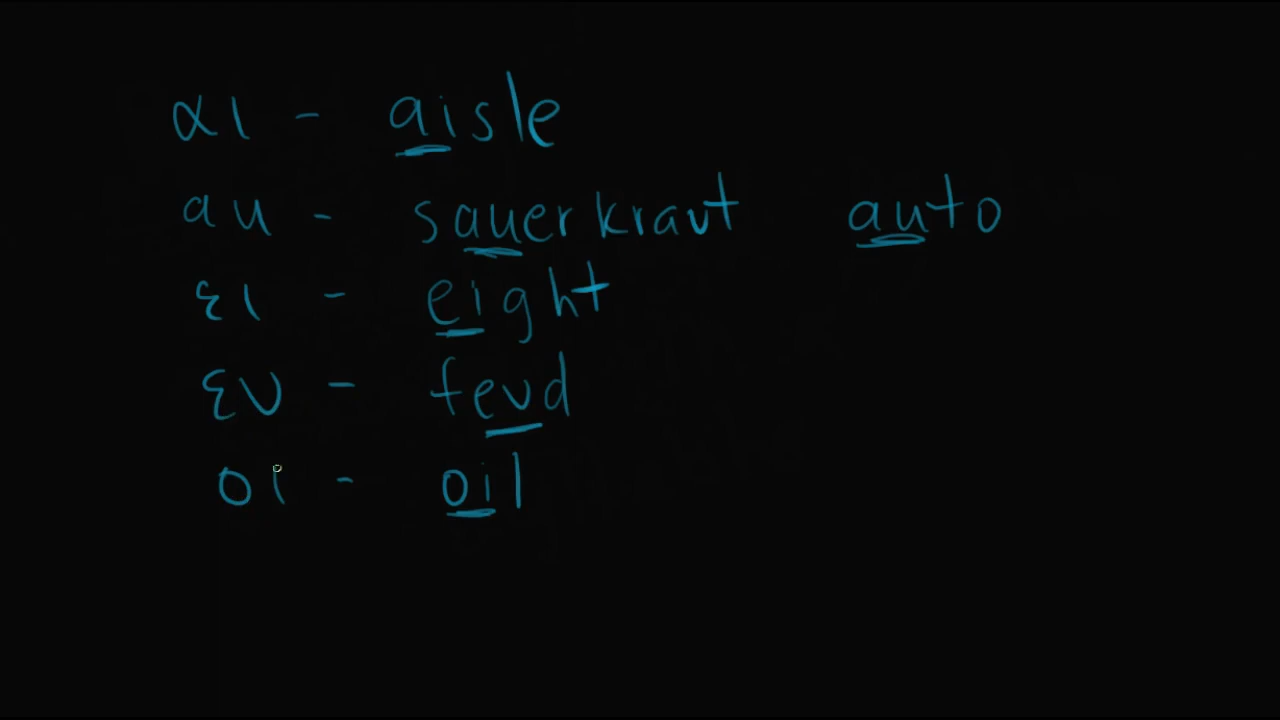 αι - aisle
αυ - sauerkraut auto
ει - eight
ευ - feud
οι - oil